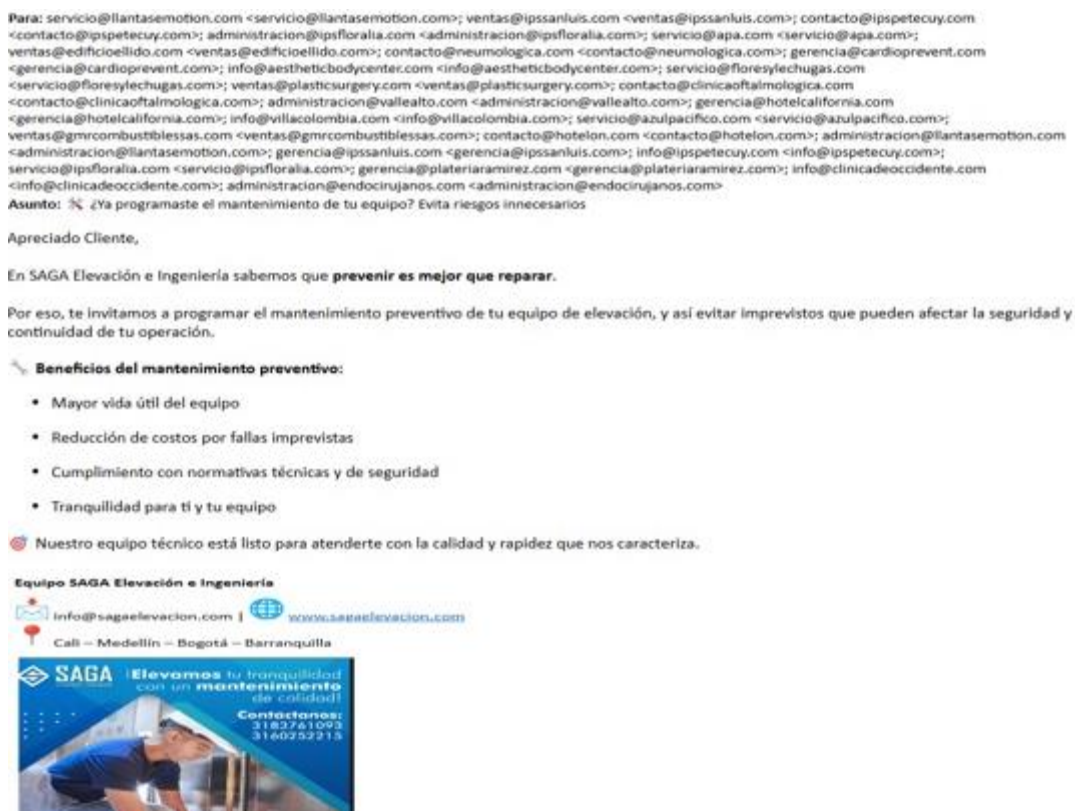 Para: servicio@llantasemotion.com <servicio@llantasemotion.com>; ventas@ipssanluis.com <ventas@ipssanluis.com>; contacto@ipspetecuy.com
<contacto@ipspetecuy.com>; administracion@ipsfloralia.com <administracion@ipsfloralia.com>; servicio@apa.com <servicio@apa.com>;
ventas@edificioellido.com <ventas@edificioellido.com>; contacto@neumologica.com <contacto@neumologica.com>; gerencia@cardioprevent.com
<gerencia@cardioprevent.com>; info@aestheticbodycenter.com <info@aestheticbodycenter.com>; servicio@floresylechugas.com
<servicio@floresylechugas.com>; ventas@plasticsurgery.com <ventas@plasticsurgery.com>; contacto@clinicaoftalmologica.com
<contacto@clinicaoftalmologica.com>; administracion@vallealto.com <administracion@vallealto.com>; gerencia@hotelcalifornia.com
<gerencia@hotelcalifornia.com>; info@villacolombia.com <info@villacolombia.com>; servicio@azulpacifico.com <servicio@azulpacifico.com>;
ventas@gmrcombustiblessas.com <ventas@gmrcombustiblessas.com>; contacto@hotelon.com <contacto@hotelon.com>; administracion@llantasemotion.com
<administracion@llantasemotion.com>; gerencia@ipssanluis.com <gerencia@ipssanluis.com>; info@ipspetecuy.com <info@ipspetecuy.com>;
servicio@ipsfloralia.com <servicio@ipsfloralia.com>; gerencia@plateriaramirez.com <gerencia@plateriaramirez.com>; info@clinicadeoccidente.com
<info@clinicadeoccidente.com>; administracion@endocirujanos.com <administracion@endocirujanos.com>
Asunto: 🛠 ¿Ya programaste el mantenimiento de tu equipo? Evita riesgos innecesarios
Apreciado Cliente,
En SAGA Elevación e Ingeniería sabemos que prevenir es mejor que reparar.
Por eso, te invitamos a programar el mantenimiento preventivo de tu equipo de elevación, y así evitar imprevistos que pueden afectar la seguridad y
continuidad de tu operación.
🔧 Beneficios del mantenimiento preventivo:
• Mayor vida útil del equipo
• Reducción de costos por fallas imprevistas
• Cumplimiento con normativas técnicas y de seguridad
• Tranquilidad para ti y tu equipo
🎯 Nuestro equipo técnico está listo para atenderte con la calidad y rapidez que nos caracteriza.
Equipo SAGA Elevación e Ingeniería
📩 info@sagaelevacion.com | 🌐 www.sagaelevacion.com
📍 Cali – Medellín – Bogotá – Barranquilla
SAGA
¡Elevamos tu tranquilidad
con un mantenimiento
de calidad!
Contáctanos:
3183761093
3160252215